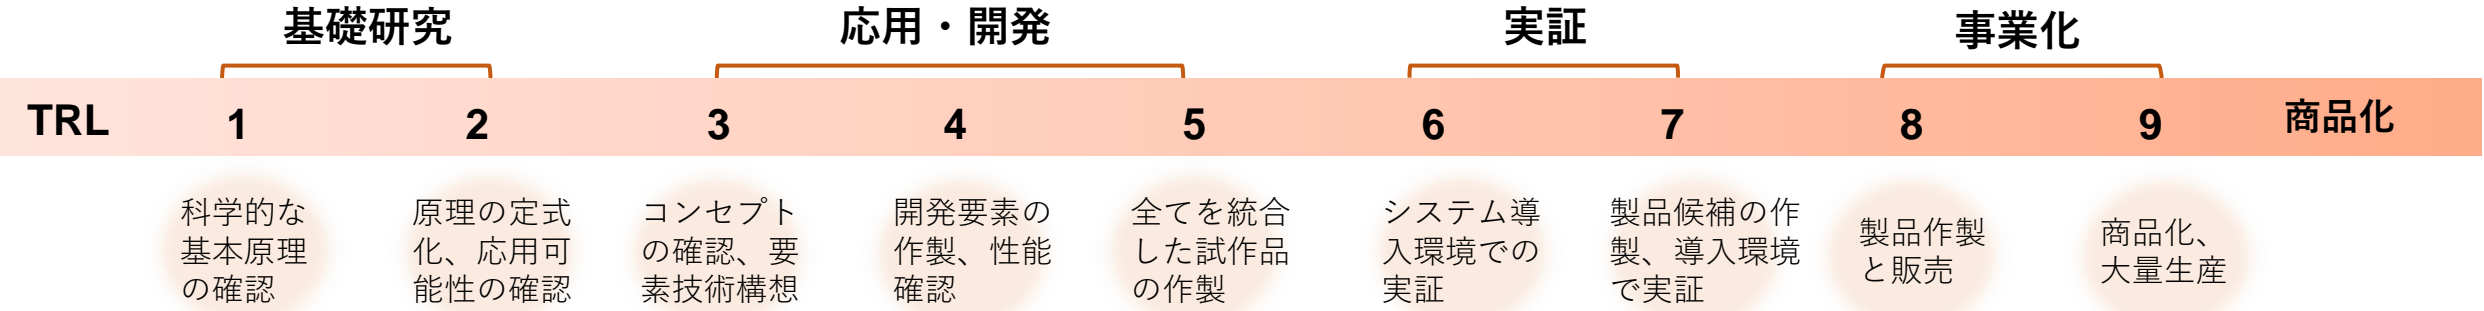 基礎研究
応用・開発
実証
事業化
TRL 1 2 3 4 5 6 7 8 9 商品化
科学的な
基本原理
の確認
原理の定式
化、応用可
能性の確認
コンセプト
の確認、要
素技術構想
開発要素の
作製、性能
確認
全てを統合
した試作品
の作製
システム導
入環境での
実証
製品候補の作
製、導入環境
で実証
製品作製
と販売
商品化、
大量生産